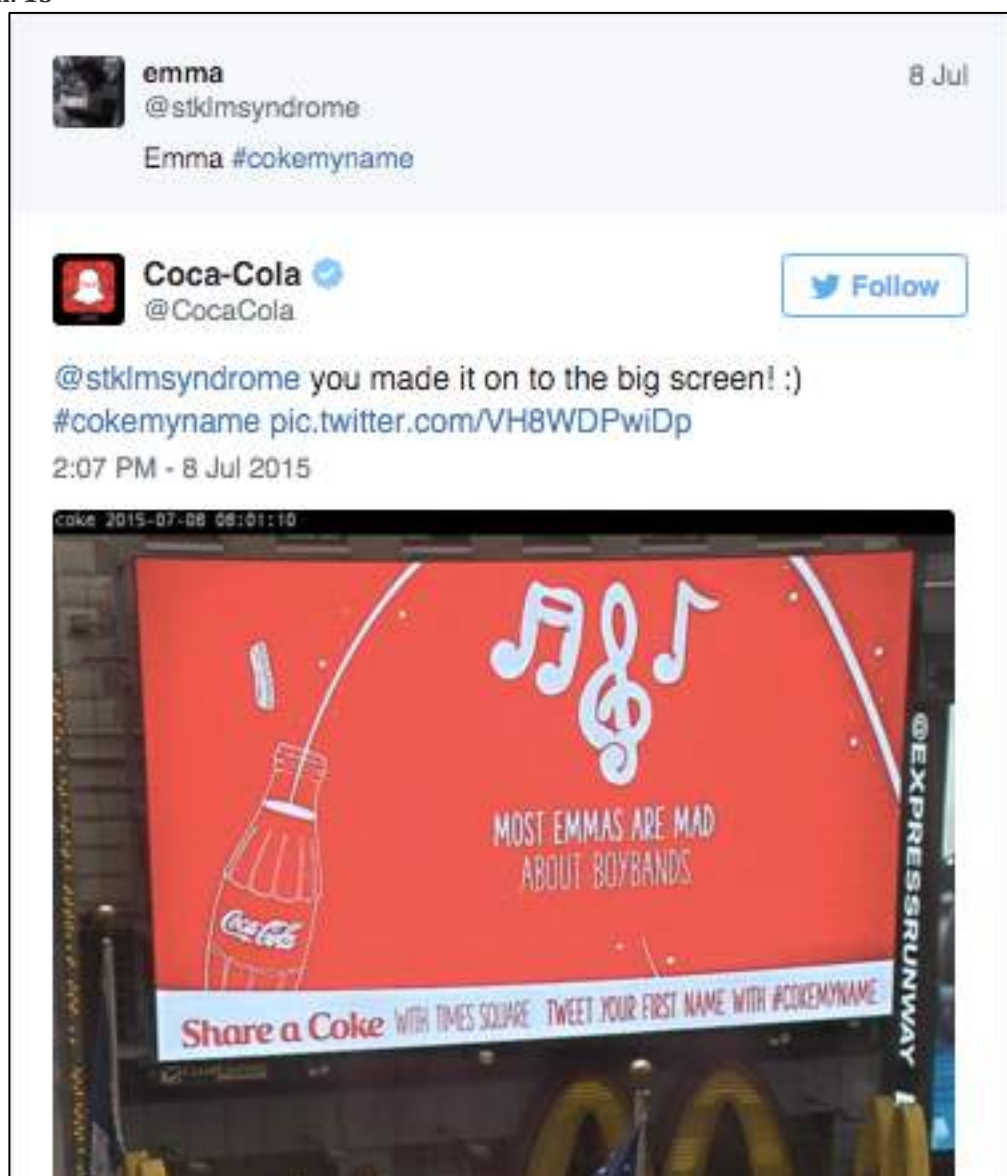 emma
8 Jul
@stklmsyndrome
Emma #cokemyname
Coca-Cola
@CocaCola
Follow
@stklmsyndrome you made it on to the big screen! :)
#cokemyname pic.twitter.com/VH8WDPwiDp
2:07 PM - 8 Jul 2015
coke 2015-07-08 08:01:10
MOST EMMAS ARE MAD
ABOUT BOYBANDS
Coca-Cola
Share a Coke WITH TIMES SQUARE TWEET YOUR FIRST NAME WITH #COKEMYNAME
@EXPRESSRUNWAY